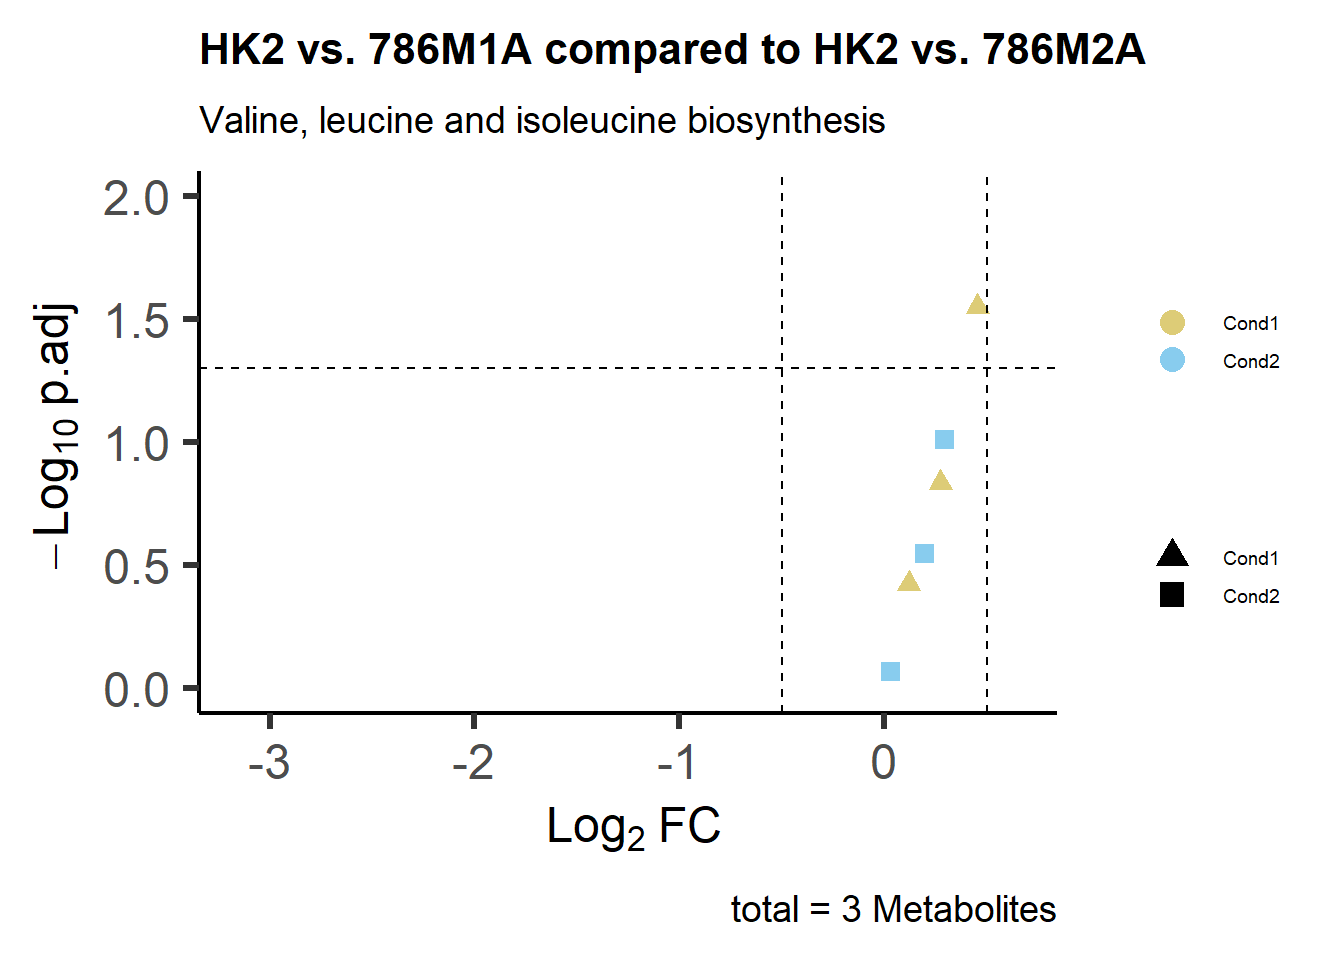 HK2 vs. 786M1A compared to HK2 vs. 786M2A
Valine, leucine and isoleucine biosynthesis
−Log₁₀ p.adj
2.0
1.5
1.0
0.5
0.0
-3
-2
-1
0
Log₂ FC
Cond1
Cond2
Cond1
Cond2
total = 3 Metabolites